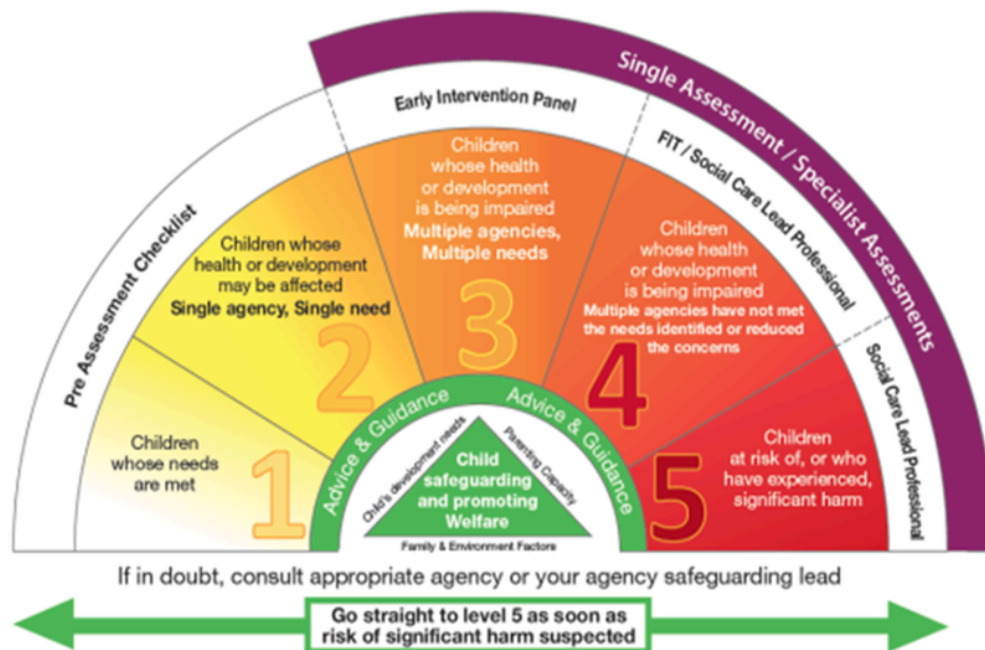 Single Assessment / Specialist Assessments
Early Intervention Panel
FIT / Social Care Lead Professional
Social Care Lead Professional
Pre Assessment Checklist
Children
whose needs
are met
1
Children whose
health or development
may be affected
Single agency, Single need
2
Children
whose health
or development
is being impaired
Multiple agencies,
Multiple needs
3
Children
whose health
or development
is being impaired
Multiple agencies have not met
the needs identified or reduced
the concerns
4
Children
at risk of, or who
have experienced,
significant harm
5
Advice & Guidance
Advice & Guidance
Child's development needs
Parenting Capacity
Child
safeguarding
and promoting
Welfare
Family & Environment Factors
If in doubt, consult appropriate agency or your agency safeguarding lead
Go straight to level 5 as soon as
risk of significant harm suspected